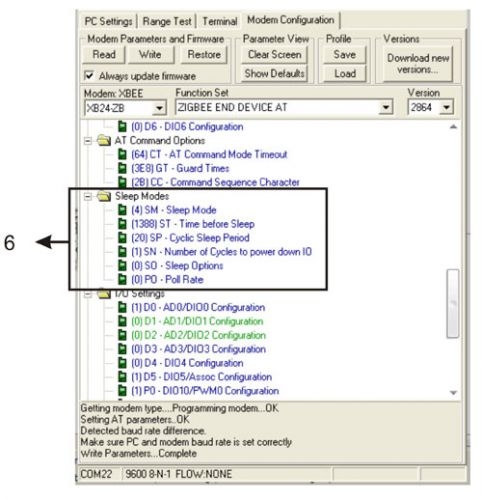 PC Settings Range Test Terminal Modem Configuration
Modem Parameters and Firmware Parameter View Profile Versions
Read Write Restore Clear Screen Save Download new versions...
Always update firmware Show Defaults Load
Modem: XBEE Function Set Version
XB24-ZB ZIGBEE END DEVICE AT 2864
(0) D6 - DIO6 Configuration
AT Command Options
(64) CT - AT Command Mode Timeout
(3E8) GT - Guard Times
(2B) CC - Command Sequence Character
Sleep Modes
(4) SM - Sleep Mode
(1388) ST - Time before Sleep
(20) SP - Cyclic Sleep Period
6
(1) SN - Number of Cycles to power down IO
(0) SO - Sleep Options
(0) PO - Poll Rate
I/O Settings
(1) D0 - AD0/DIO0 Configuration
(0) D1 - AD1/DIO1 Configuration
(0) D2 - AD2/DIO2 Configuration
(0) D3 - AD3/DIO3 Configuration
(0) D4 - DIO4 Configuration
(1) D5 - DIO5/Assoc Configuration
(1) P0 - DIO10/PWM0 Configuration
Getting modem type....Programming modem...OK
Setting AT parameters..OK
Detected baud rate difference.
Make sure PC and modem baud rate is set correctly
Write Parameters...Complete
COM22 9600 8-N-1 FLOW:NONE